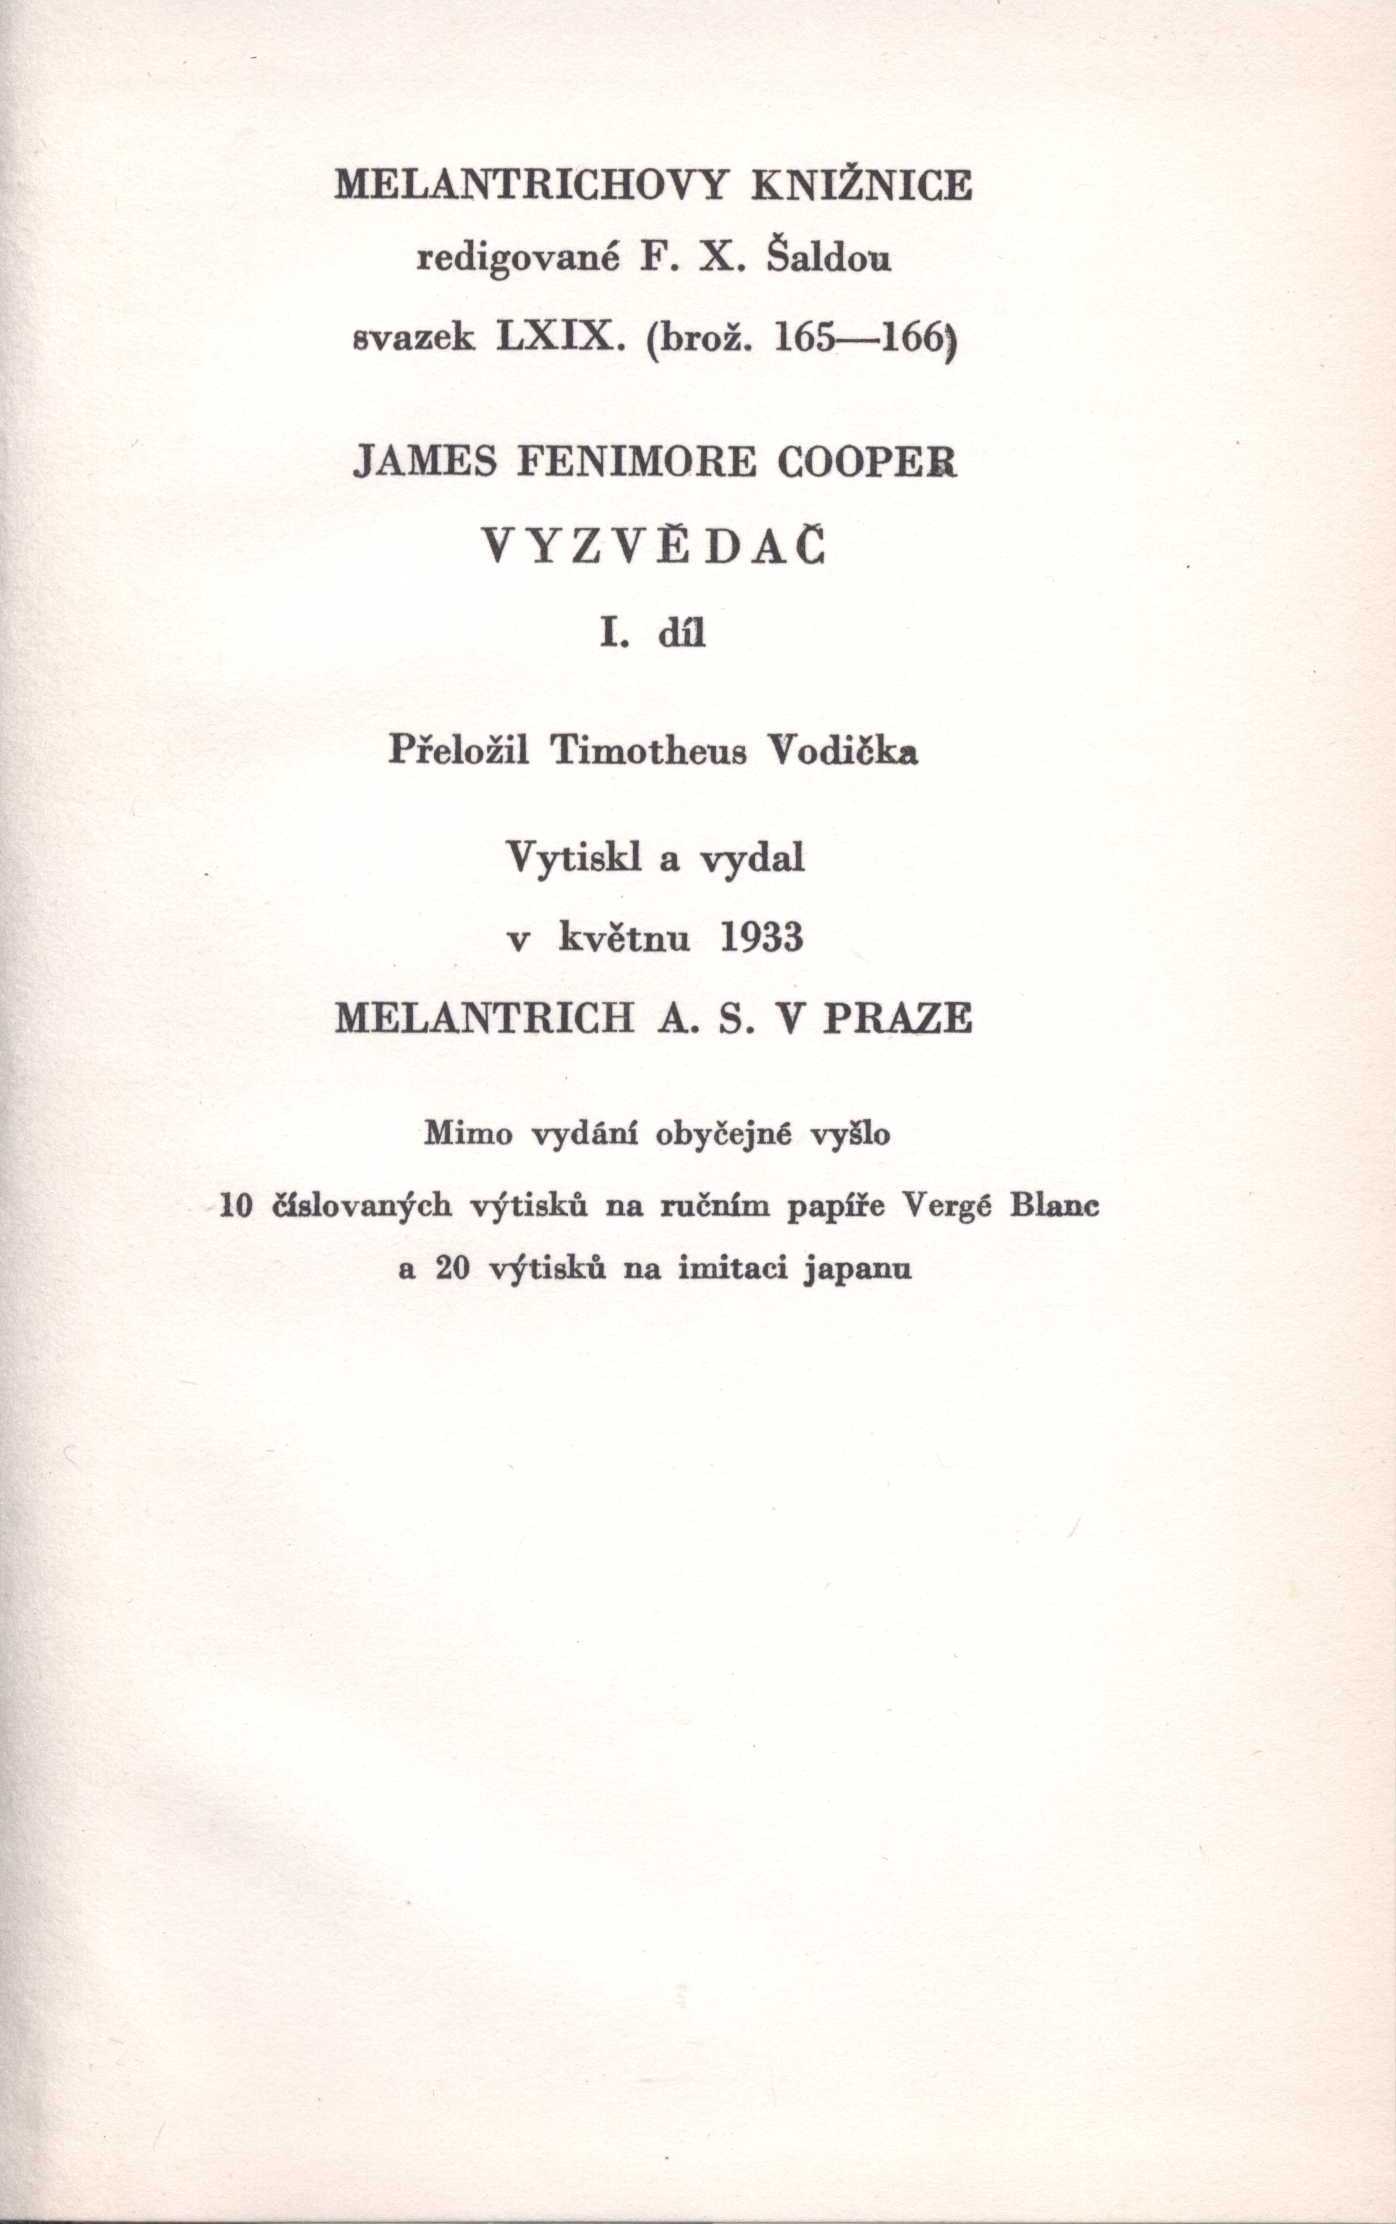 MELANTRICHOVY KNIŽNICE
redigované F. X. Šaldou
svazek LXIX. (brož. 165—166)
JAMES FENIMORE COOPER
VYZVĚDAČ
I. díl
Přeložil Timotheus Vodička
Vytiskl a vydal
v květnu 1933
MELANTRICH A. S. V PRAZE
Mimo vydání obyčejné vyšlo
10 číslovaných výtisků na ručním papíře Vergé Blanc
a 20 výtisků na imitaci japanu